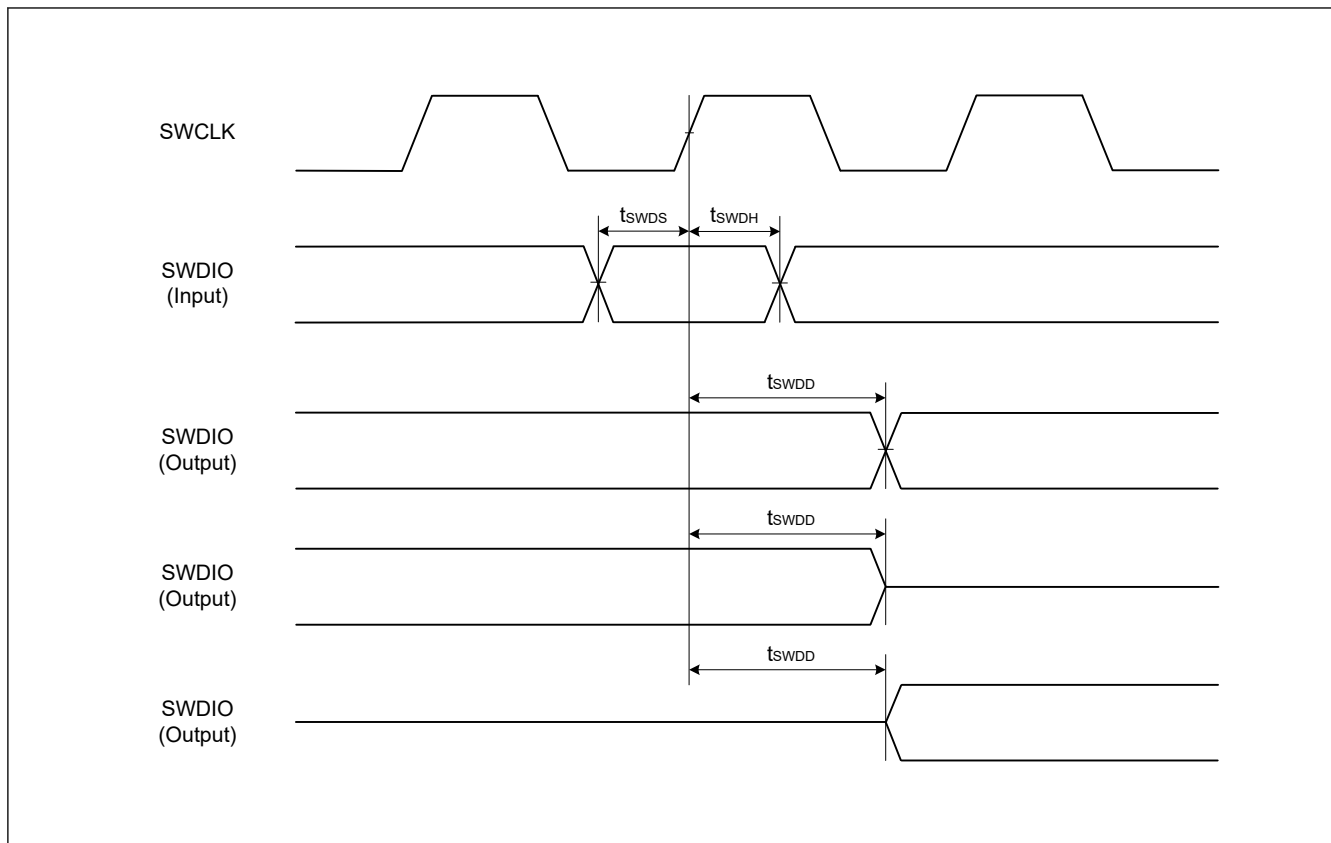 SWCLK
tSWDS
tSWDH
SWDIO
(Input)
tSWDD
SWDIO
(Output)
tSWDD
SWDIO
(Output)
tSWDD
SWDIO
(Output)